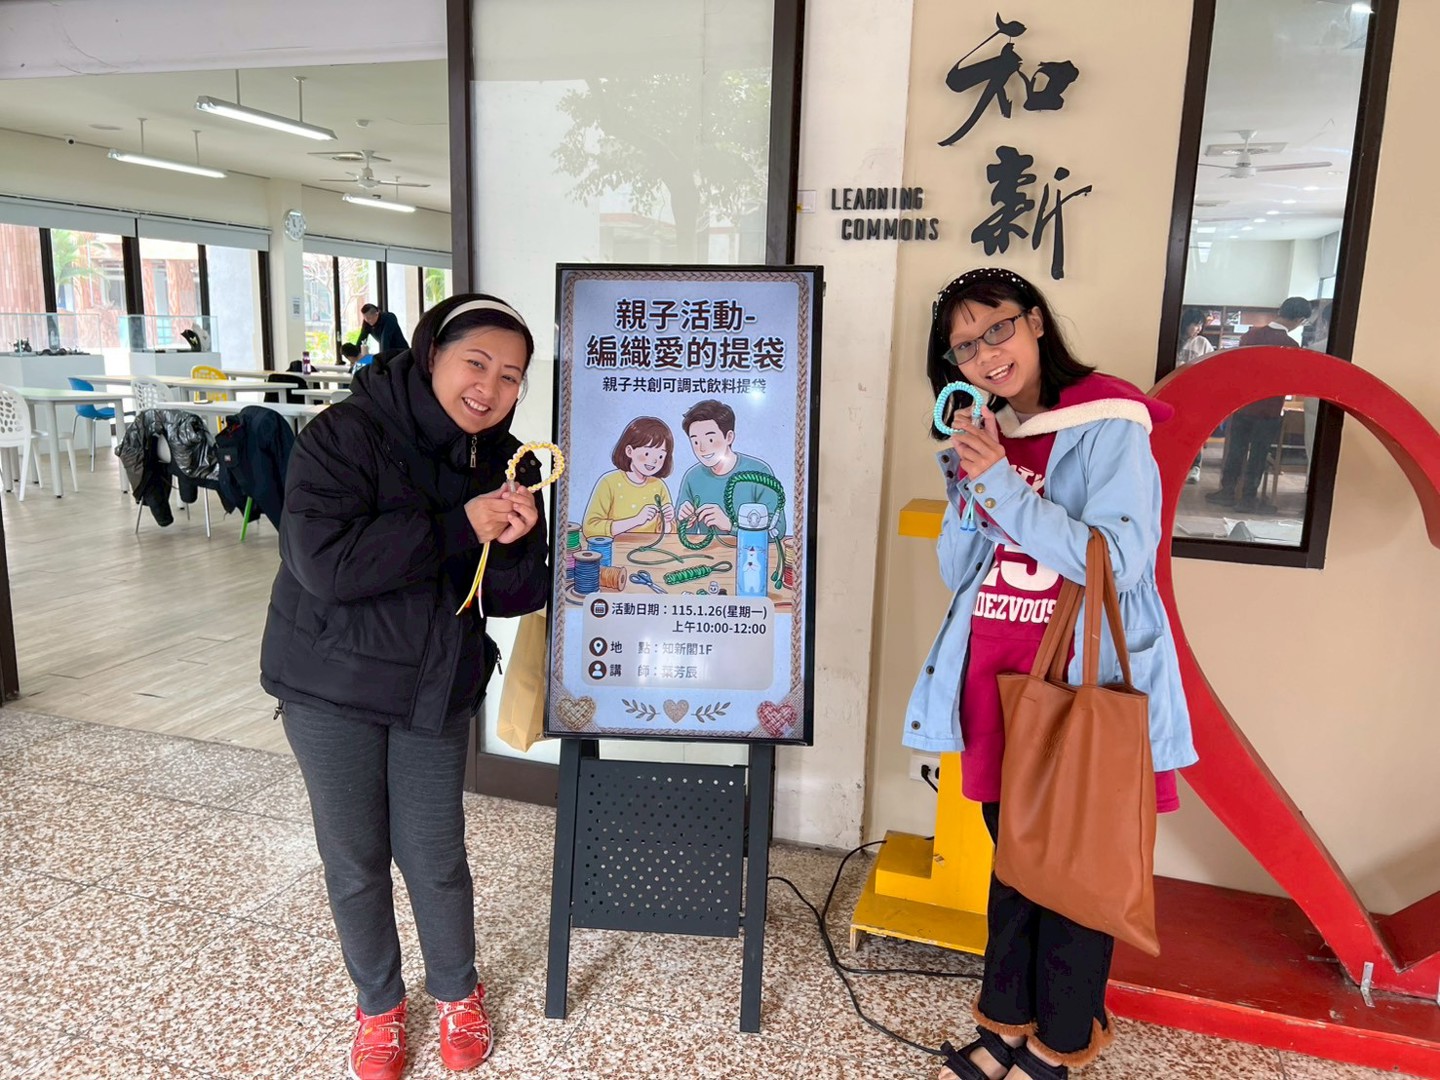 親子活動-
編織愛的提袋
親子共創可調式飲料提袋
活動日期：115.1.26(星期一)
上午10:00-12:00
地　點：知新閣1F
講　師：葉芳辰
知新
LEARNING
COMMONS
DEZVOUS